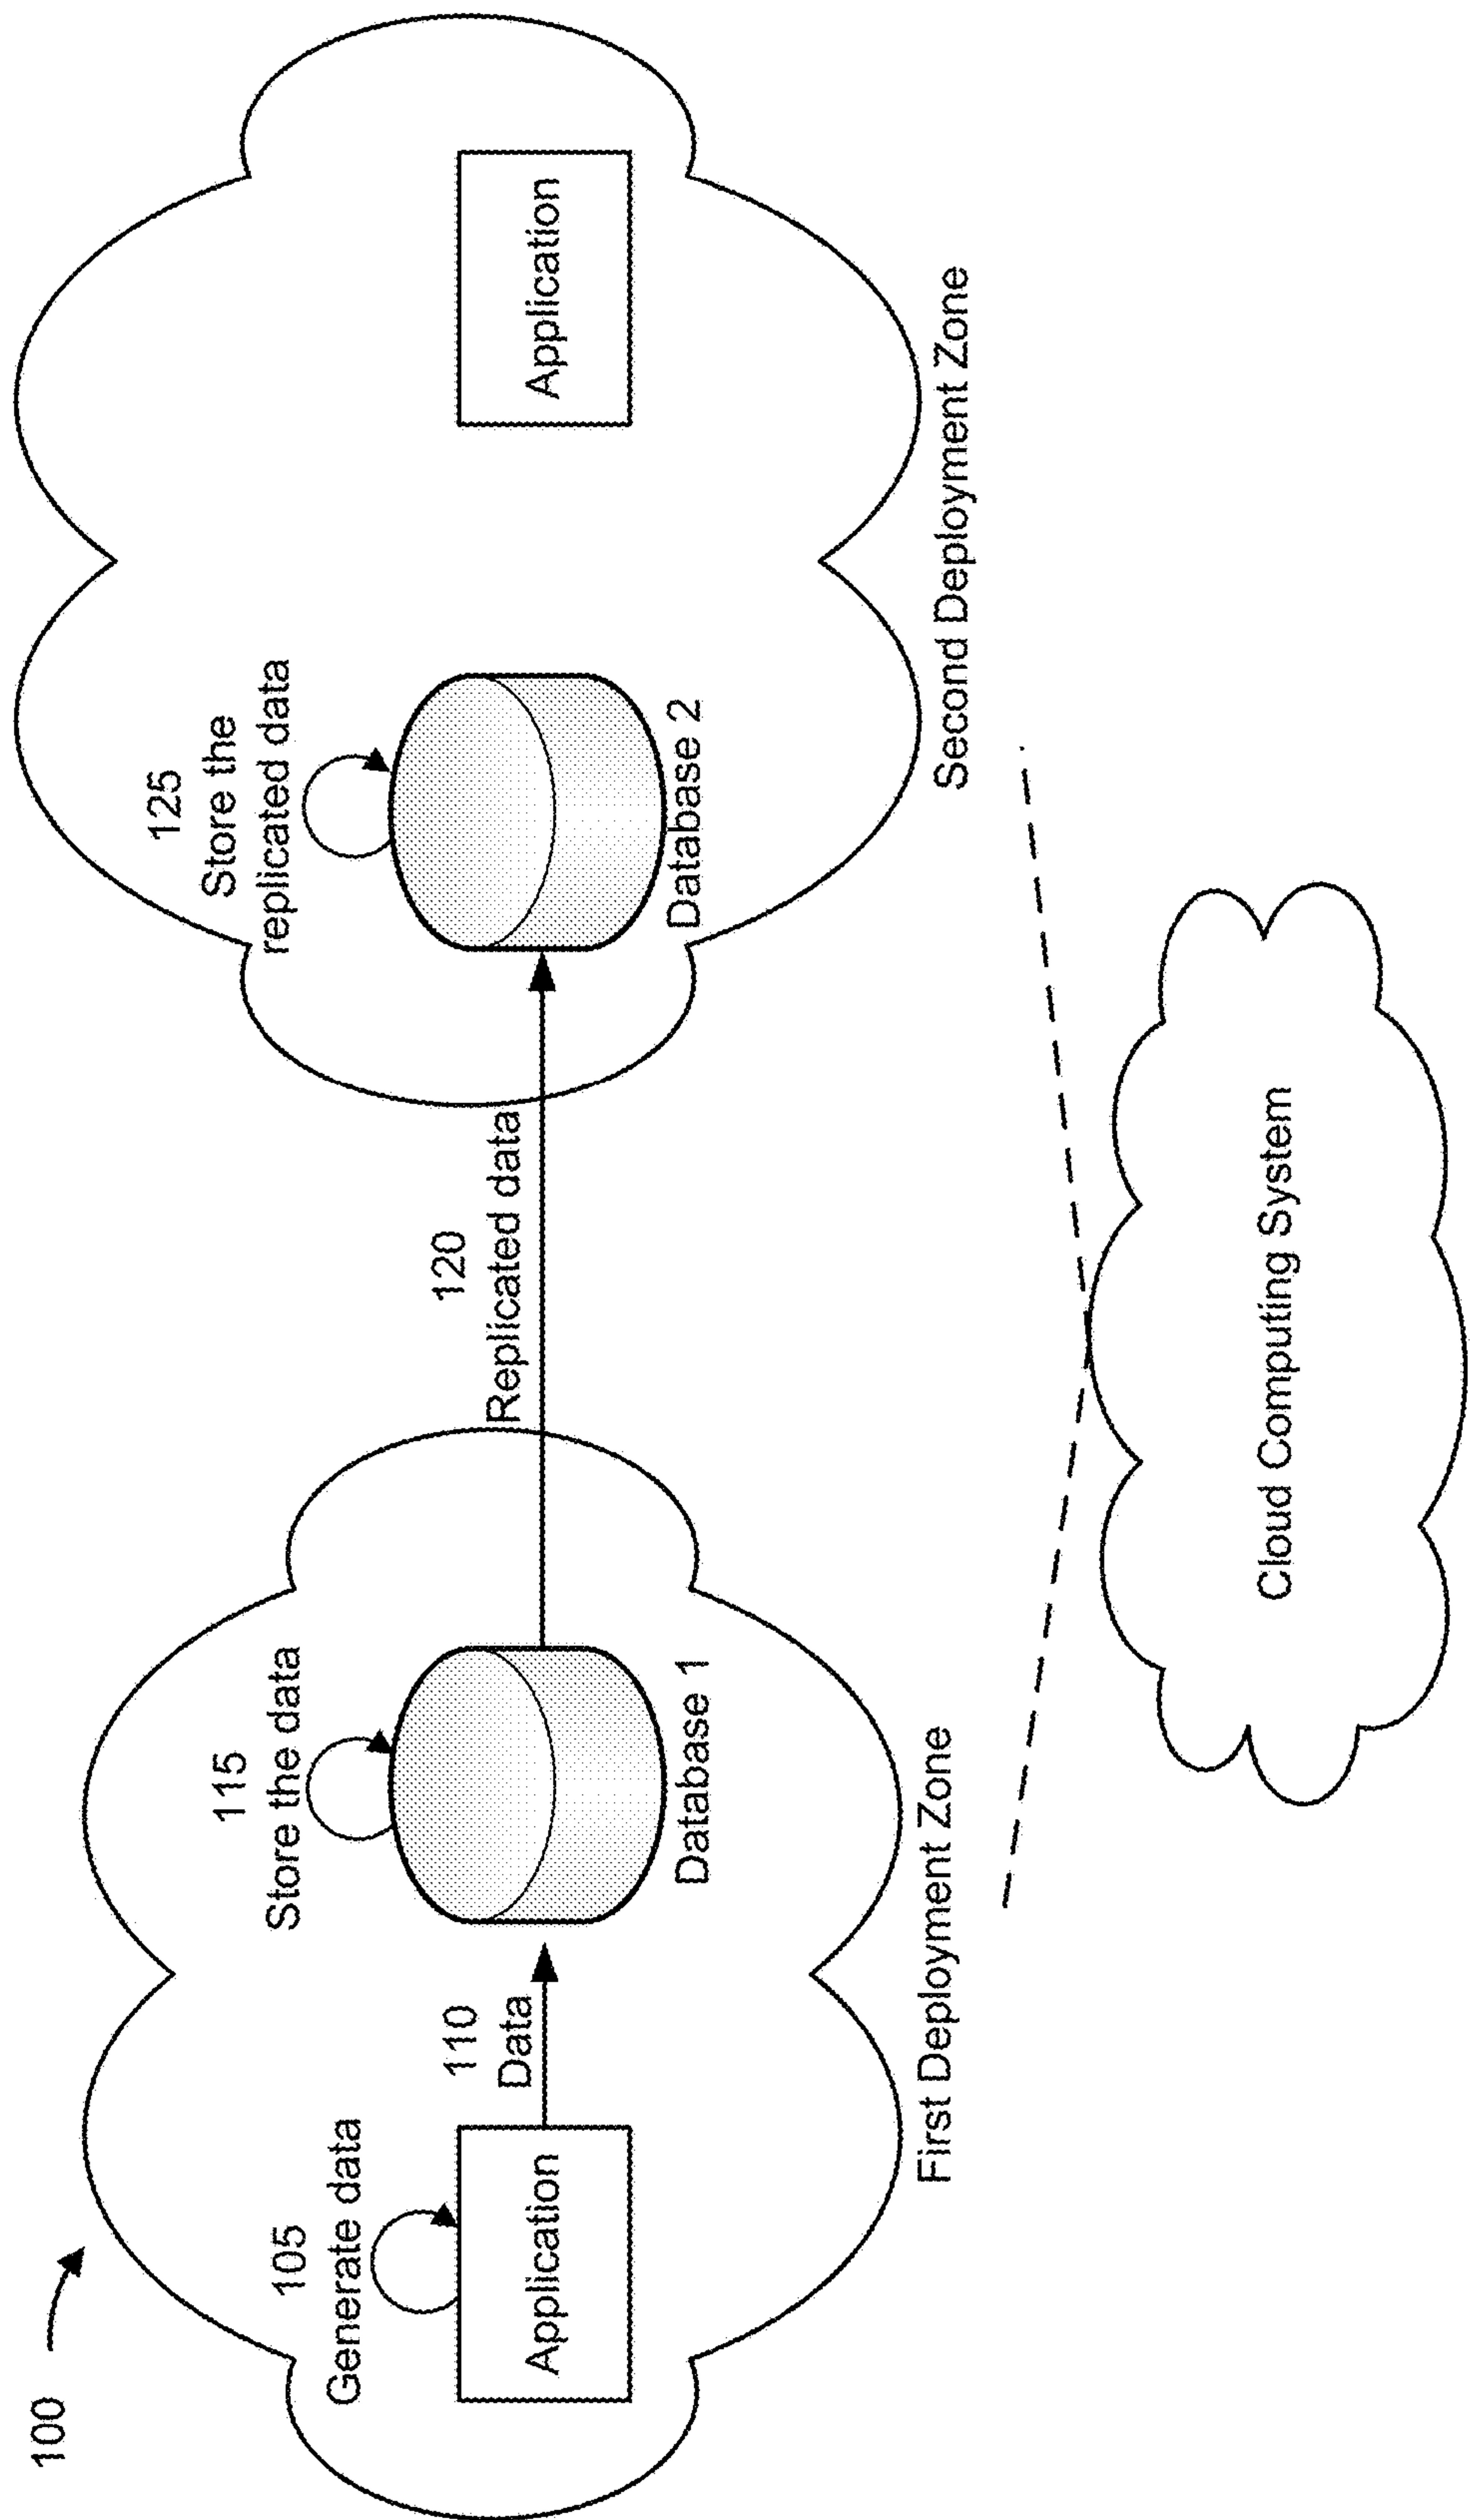 100
105
Generate data
Application
110
Data
115
Store the data
Database 1
First Deployment Zone
120
Replicated data
125
Store the
replicated data
Database 2
Application
Second Deployment Zone
Cloud Computing System